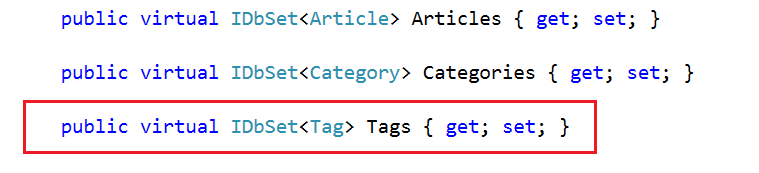 public virtual IDbSet<Article> Articles { get; set; }
public virtual IDbSet<Category> Categories { get; set; }
public virtual IDbSet<Tag> Tags { get; set; }